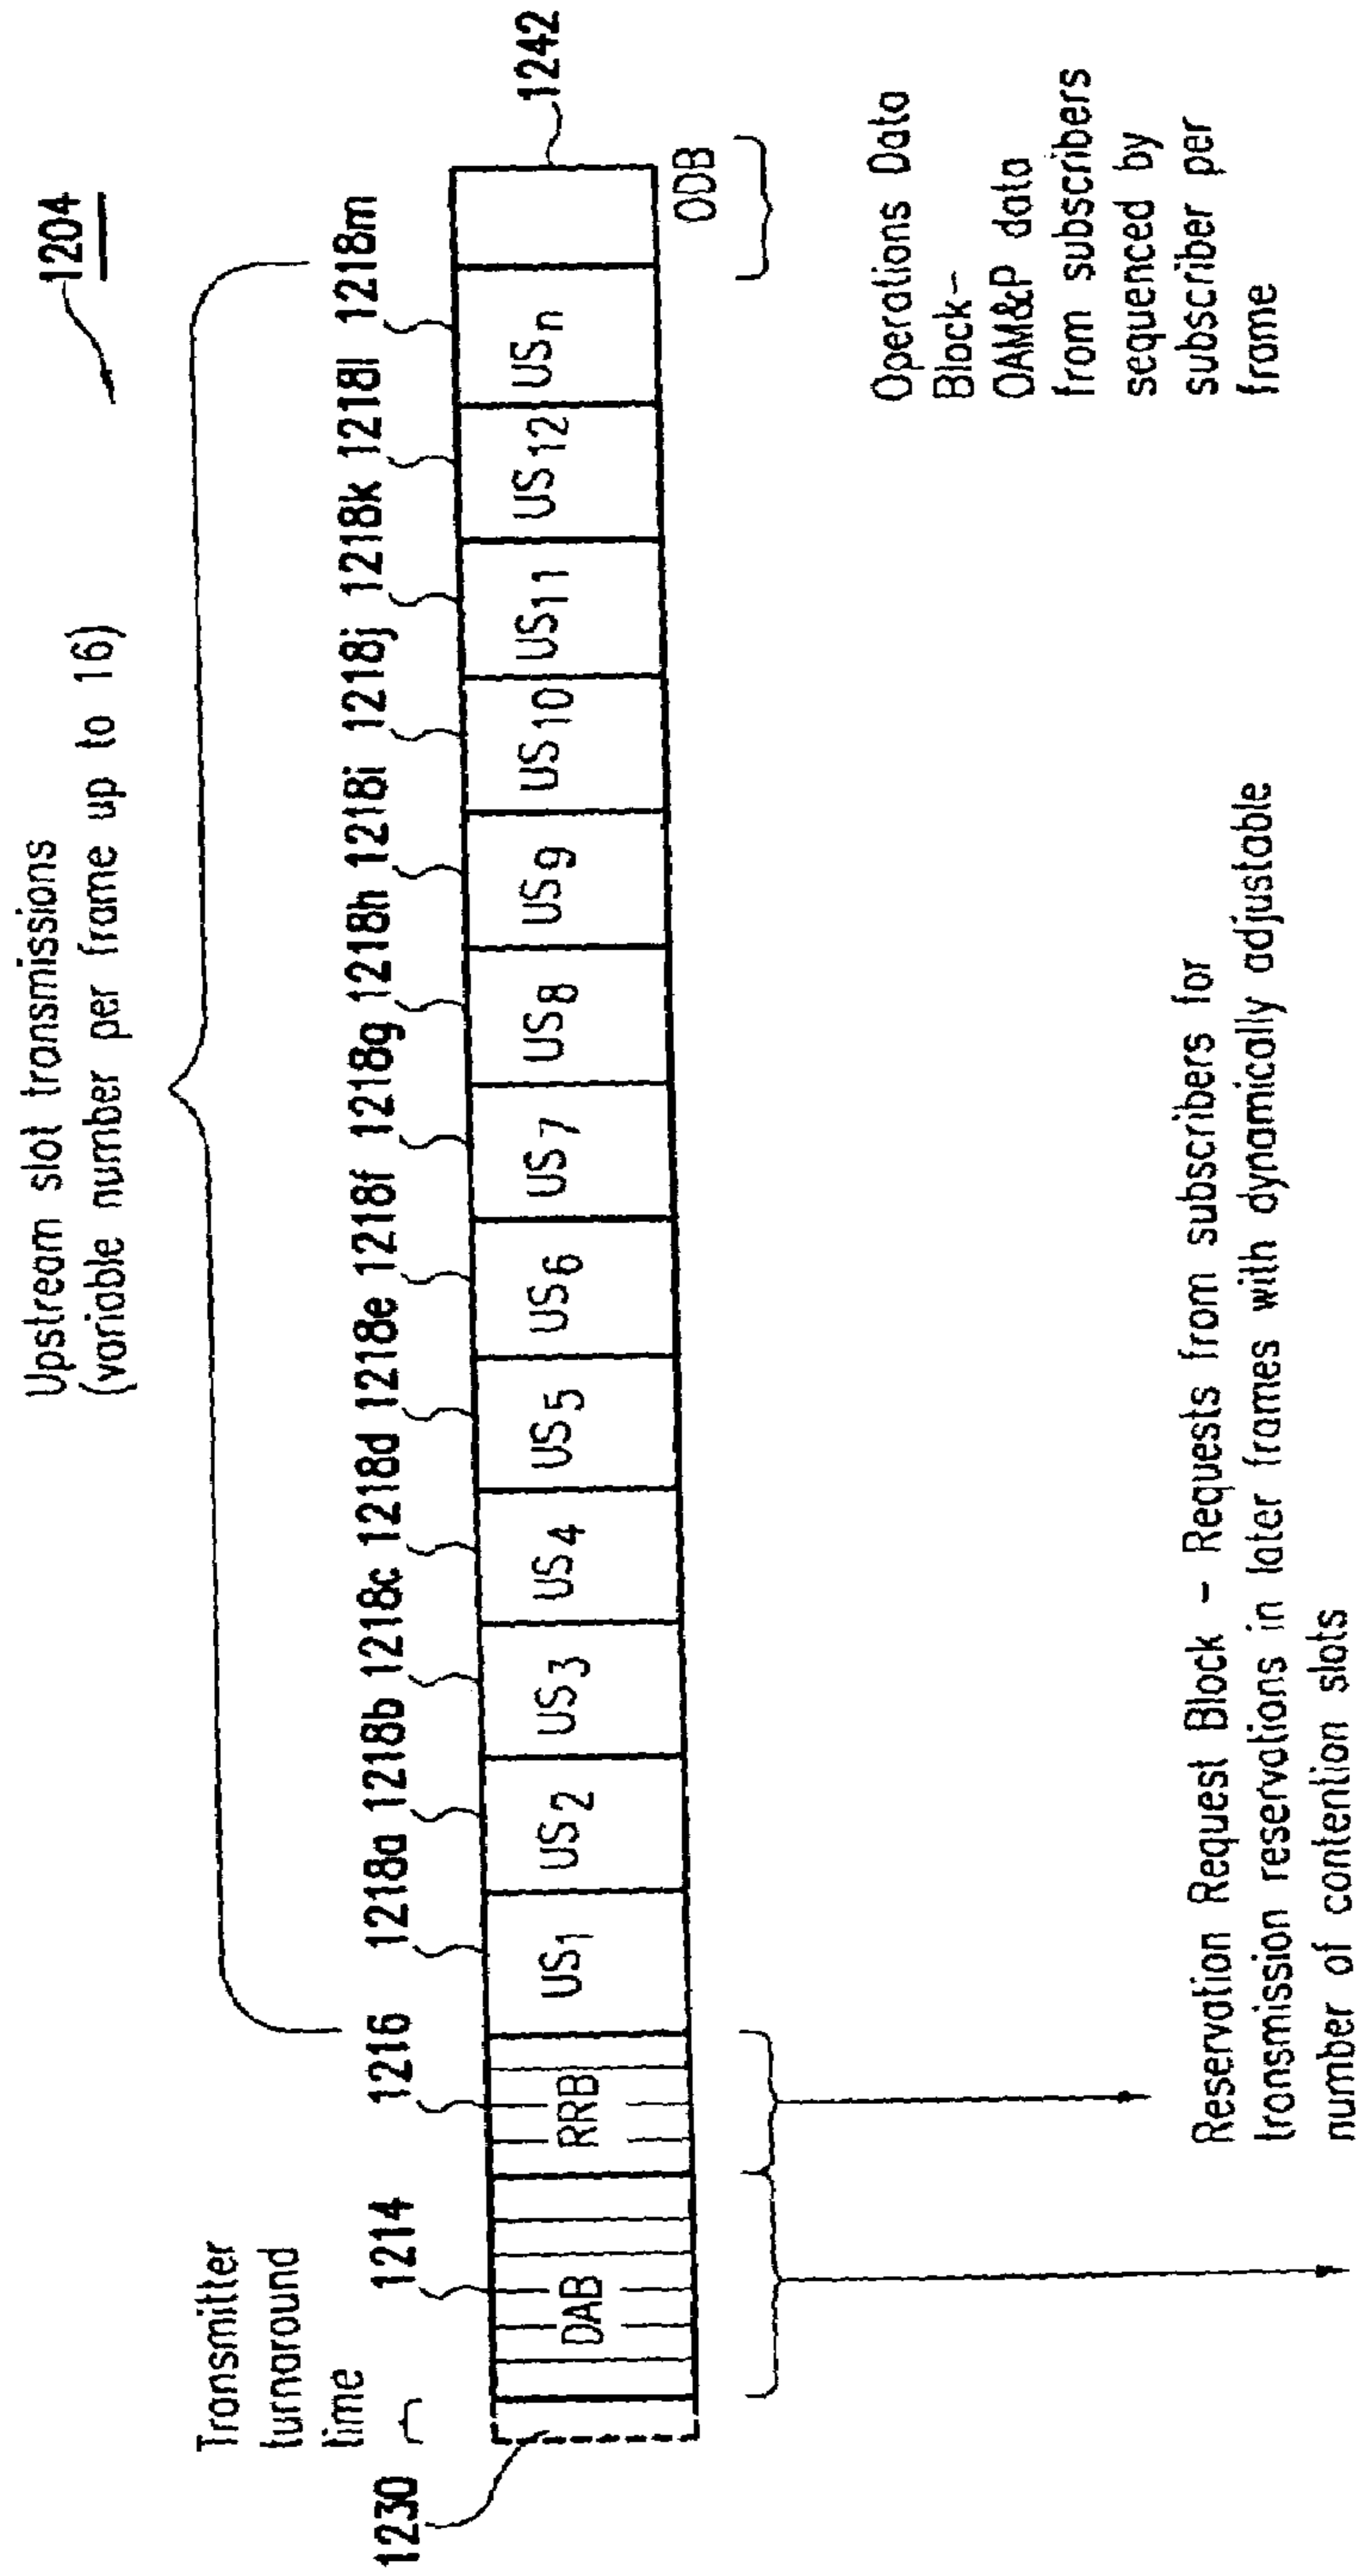 Upstream slot transmissions
(variable number per frame up to 16)
1204
Transmitter
turnaround
time
1230
1214
1216
1218a
1218b
1218c
1218d
1218e
1218f
1218g
1218h
1218i
1218j
1218k
1218l
1218m
1242
DAB
RRB
US1
US2
US3
US4
US5
US6
US7
US8
US9
US10
US11
US12
USn
ODB
Operations Data
Block-
OAM&P data
from subscribers
sequenced by
subscriber per
frame
Reservation Request Block - Requests from subscribers for
transmission reservations in later frames with dynamically adjustable
number of contention slots